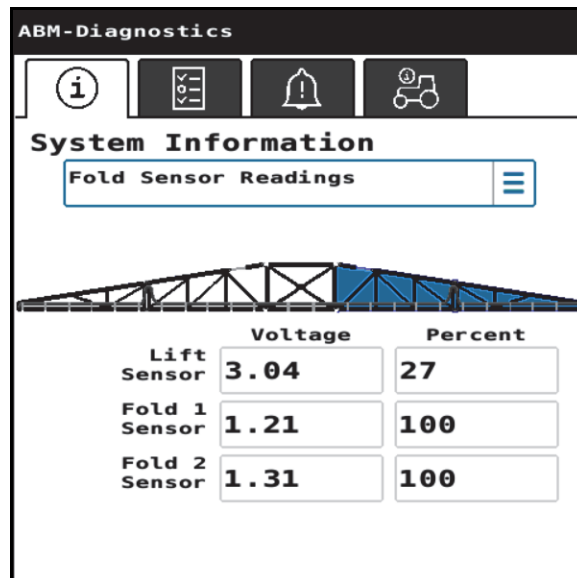 ABM-Diagnostics
System Information
Fold Sensor Readings
Voltage Percent
Lift
Sensor 3.04 27
Fold 1
Sensor 1.21 100
Fold 2
Sensor 1.31 100